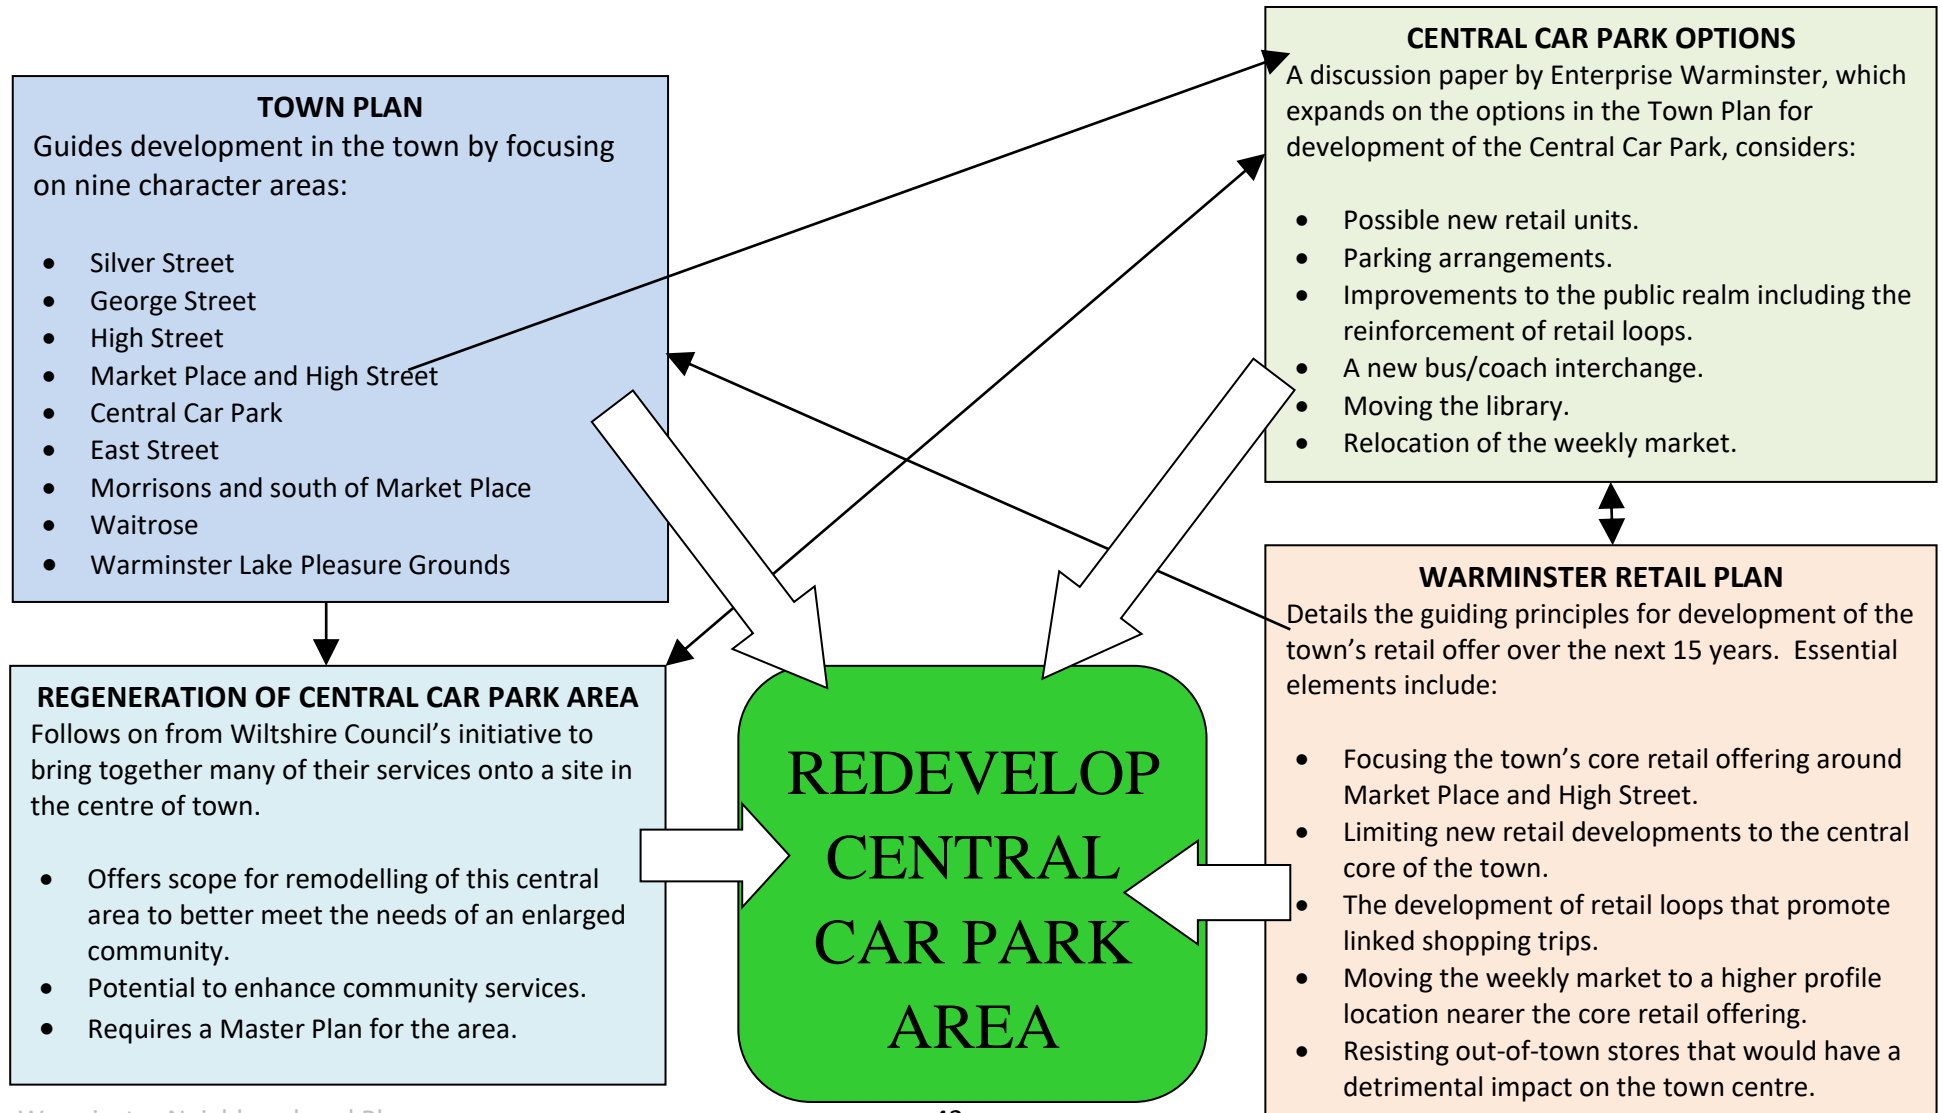 TOWN PLAN
Guides development in the town by focusing
on nine character areas:
• Silver Street
• George Street
• High Street
• Market Place and High Street
• Central Car Park
• East Street
• Morrisons and south of Market Place
• Waitrose
• Warminster Lake Pleasure Grounds
CENTRAL CAR PARK OPTIONS
A discussion paper by Enterprise Warminster, which
expands on the options in the Town Plan for
development of the Central Car Park, considers:
• Possible new retail units.
• Parking arrangements.
• Improvements to the public realm including the
reinforcement of retail loops.
• A new bus/coach interchange.
• Moving the library.
• Relocation of the weekly market.
REGENERATION OF CENTRAL CAR PARK AREA
Follows on from Wiltshire Council’s initiative to
bring together many of their services onto a site in
the centre of town.
• Offers scope for remodelling of this central
area to better meet the needs of an enlarged
community.
• Potential to enhance community services.
• Requires a Master Plan for the area.
REDEVELOP
CENTRAL
CAR PARK
AREA
WARMINSTER RETAIL PLAN
Details the guiding principles for development of the
town’s retail offer over the next 15 years. Essential
elements include:
• Focusing the town’s core retail offering around
Market Place and High Street.
• Limiting new retail developments to the central
core of the town.
• The development of retail loops that promote
linked shopping trips.
• Moving the weekly market to a higher profile
location nearer the core retail offering.
• Resisting out-of-town stores that would have a
detrimental impact on the town centre.